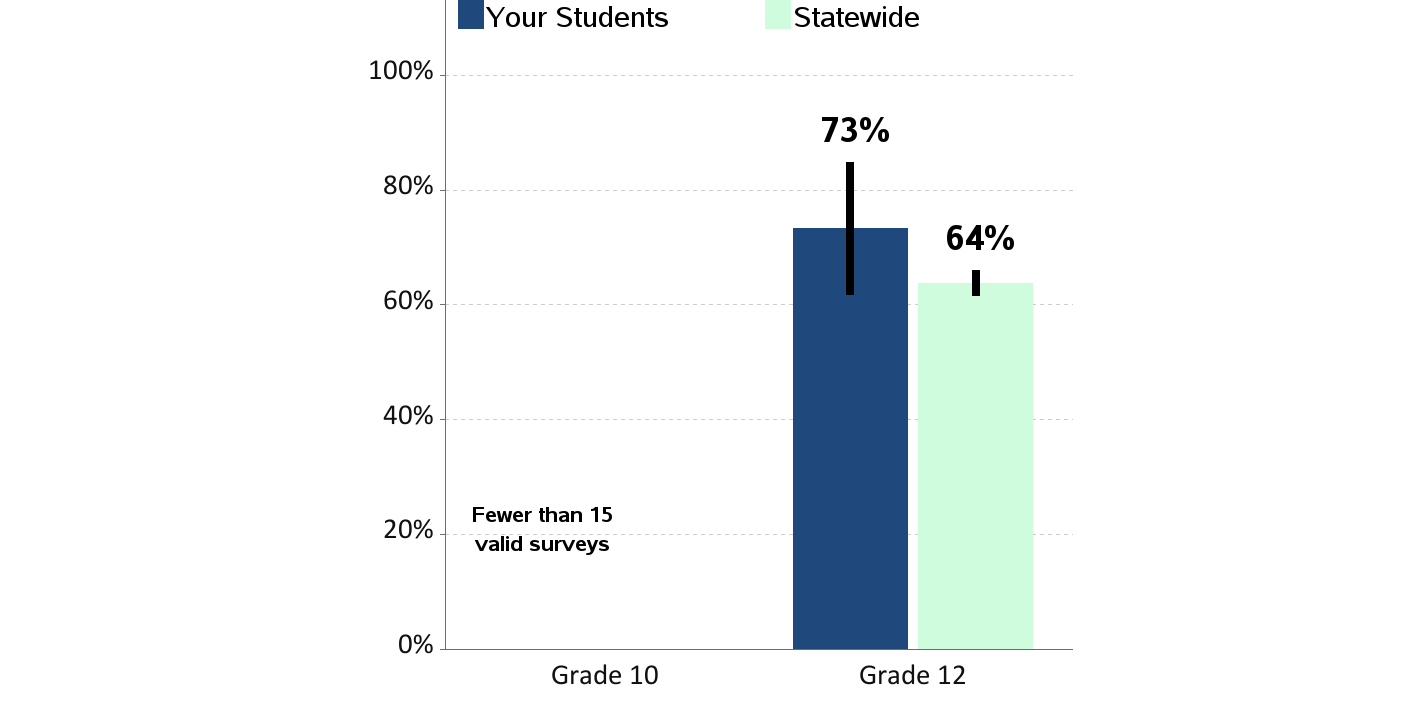 Your Students Statewide
100%
73%
80%
64%
60%
40%
Fewer than 15
valid surveys
20%
0%
Grade 10 Grade 12